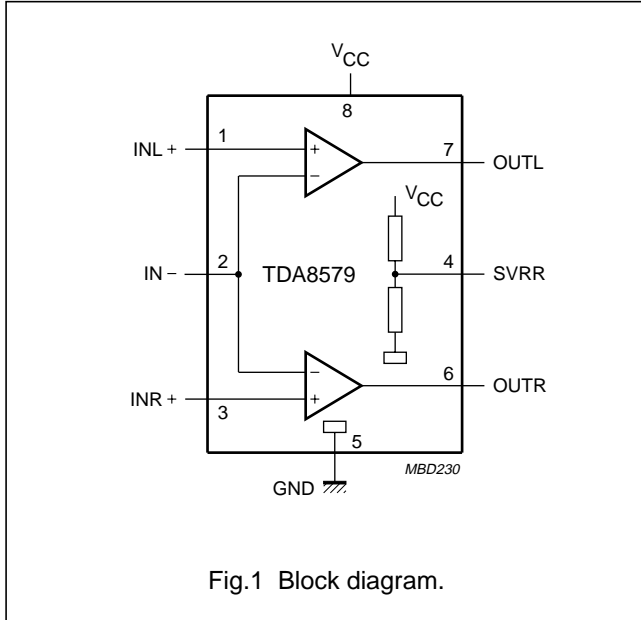 VCC
8
INL +
1
+
−
7
OUTL
VCC
IN −
2
TDA8579
4
SVRR
−
+
6
OUTR
INR +
3
5
MBD230
GND
Fig.1 Block diagram.